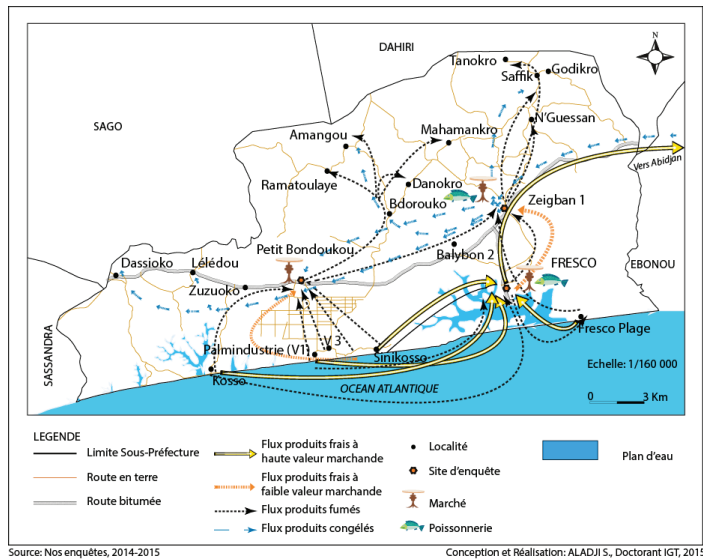 DAHIRI
N
Tanokro
Saffik
Godikro
SAGO
Amangou
Mahamankro
N'Guessan
Vers Abidjan
Ramatoulaye
Danokro
Bdorouko
Zeigban 1
Petit Bondoukou
Balybon 2
FRESCO
EBONOU
Dassioko
Lélédou
Zuzuoko
SASSANDRA
Palmindustrie (V1)
V 3
Sinikosso
Fresco Plage
Kosso
OCEAN ATLANTIQUE
Echelle: 1/160 000
0 3 Km
LEGENDE
Limite Sous-Préfecture
Route en terre
Route bitumée
Flux produits frais à
haute valeur marchande
Flux produits frais à
faible valeur marchande
Flux produits fumés
Flux produits congélés
Localité
Site d'enquête
Marché
Poissonnerie
Plan d'eau
Source: Nos enquêtes, 2014-2015
Conception et Réalisation: ALADJI S., Doctorant IGT, 2015